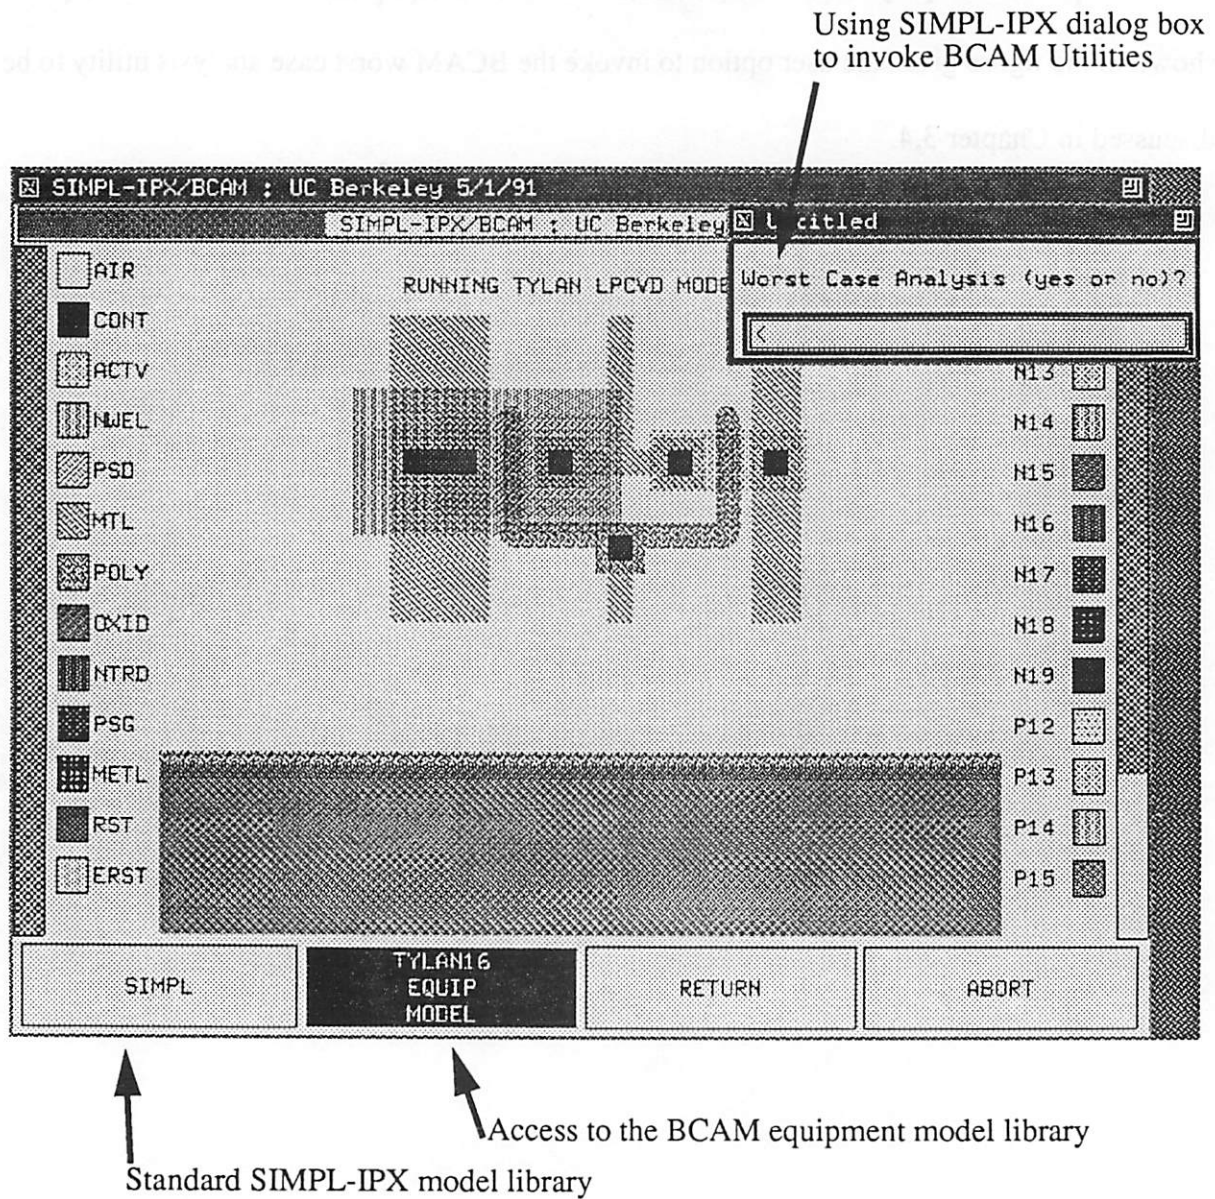 Using SIMPL-IPX dialog box
to invoke BCAM Utilities
SIMPL-IPX/BCAM : UC Berkeley 5/1/91
SIMPL-IPX/BCAM : UC Berkeley
Untitled
Worst Case Analysis (yes or no)?
<
RUNNING TYLAN LPCVD MODE
AIR
CONT
ACTV
NWEL
PSD
MTL
POLY
OXID
NTRD
PSG
METL
RST
ERST
N13
N14
N15
N16
N17
N18
N19
P12
P13
P14
P15
SIMPL
TYLAN16
EQUIP
MODEL
RETURN
ABORT
Access to the BCAM equipment model library
Standard SIMPL-IPX model library